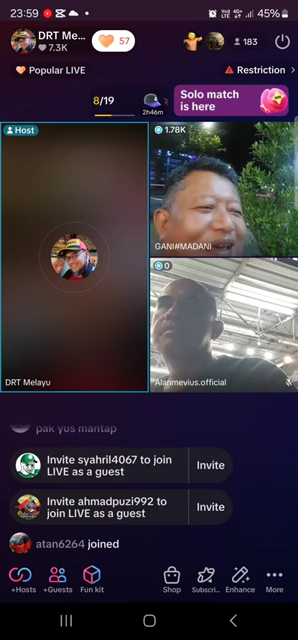 23:59
45%
DRT Me...
7.3K
57
183
Popular LIVE
Restriction
8/19
2h46m
Solo match
is here
Host
1.78K
GANI#MADANI
0
DRT Melayu
Alanmevius.official
pak yus mantap
Invite syahril4067 to join
LIVE as a guest
Invite
Invite ahmadpuzi992 to
join LIVE as a guest
Invite
atan6264 joined
+Hosts
+Guests
Fun kit
Shop
Subscri...
Enhance
More